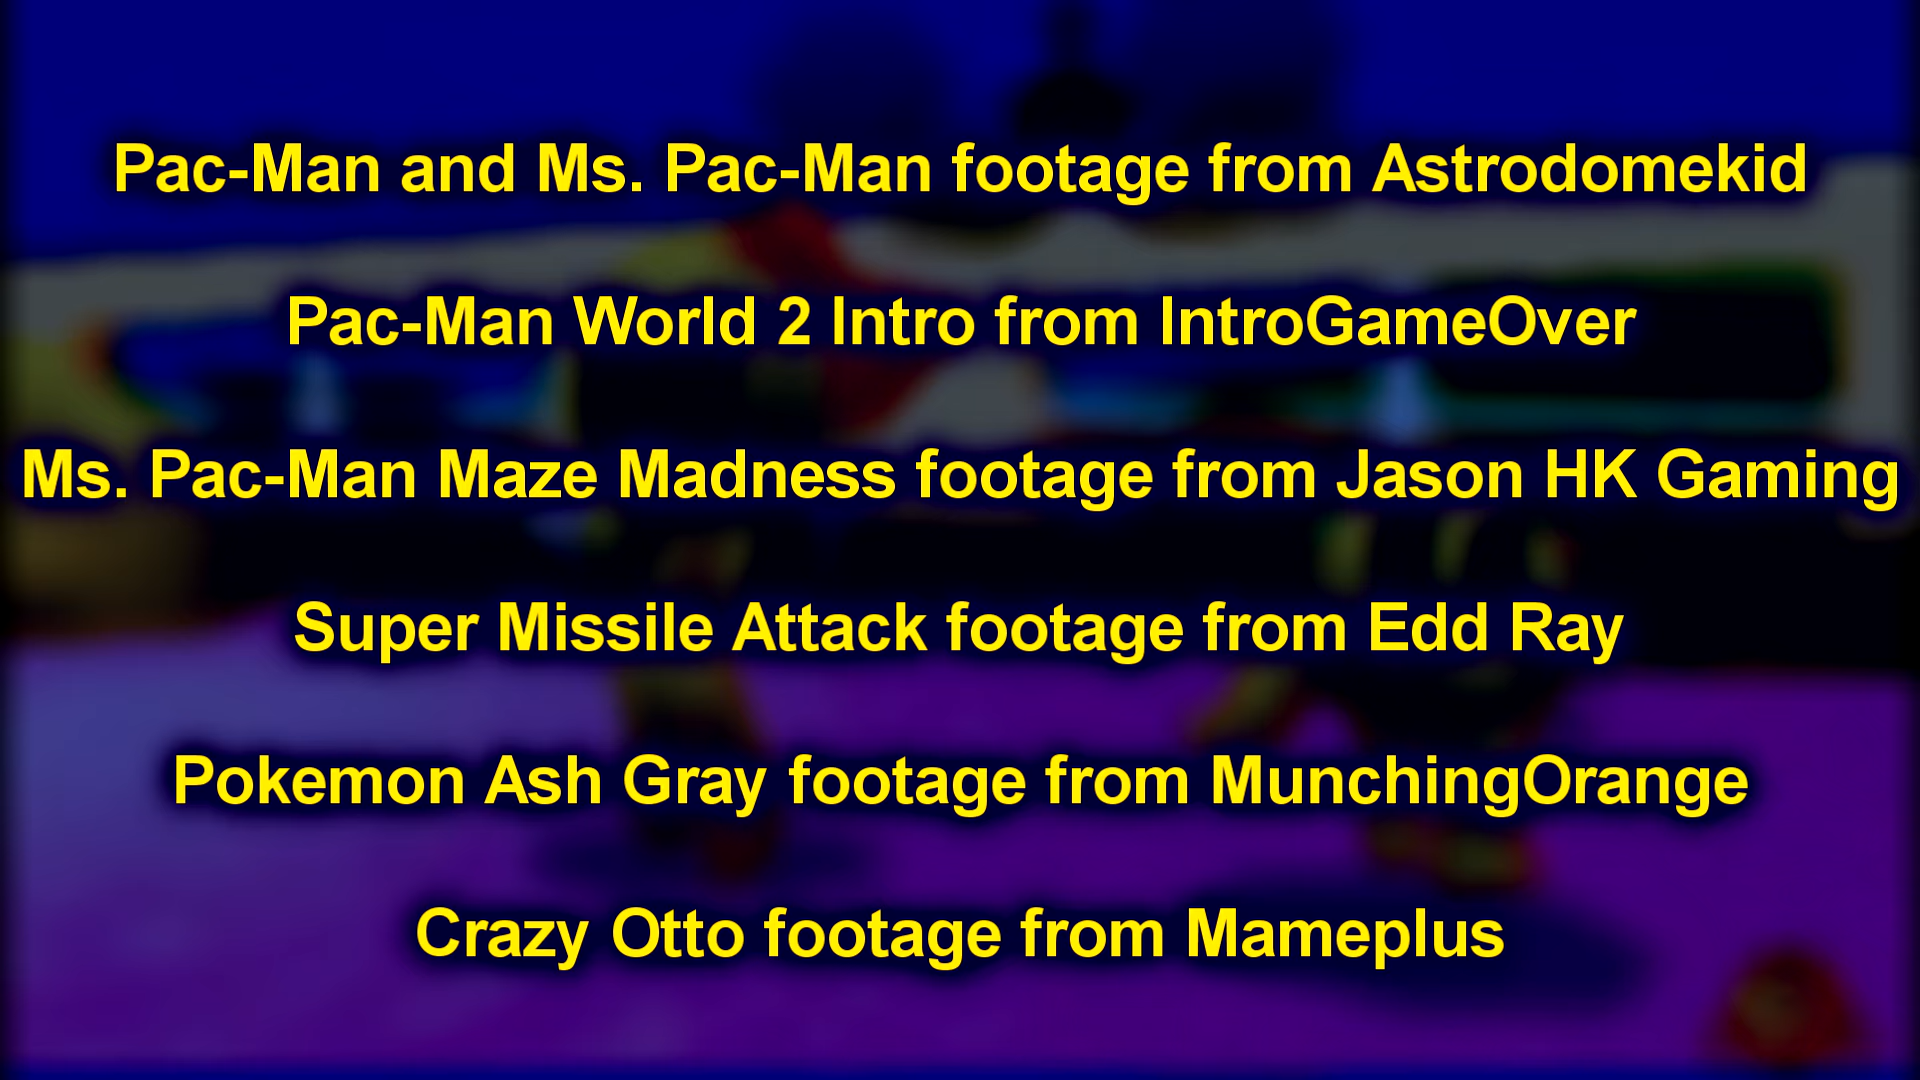 Pac-Man and Ms. Pac-Man footage from Astrodomekid
Pac-Man World 2 Intro from IntroGameOver
Ms. Pac-Man Maze Madness footage from Jason HK Gaming
Super Missile Attack footage from Edd Ray
Pokemon Ash Gray footage from MunchingOrange
Crazy Otto footage from Mameplus